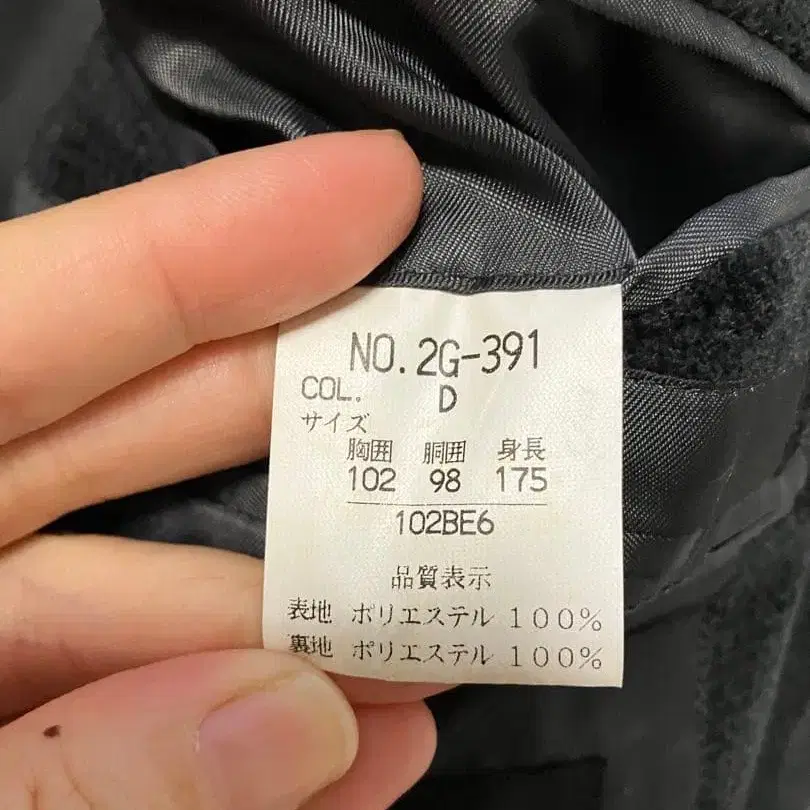 NO.2G-391
COL. D
サイズ
胸囲 胴囲 身長
102 98 175
102BE6
品質表示
表地 ポリエステル 100%
裏地 ポリエステル 100%